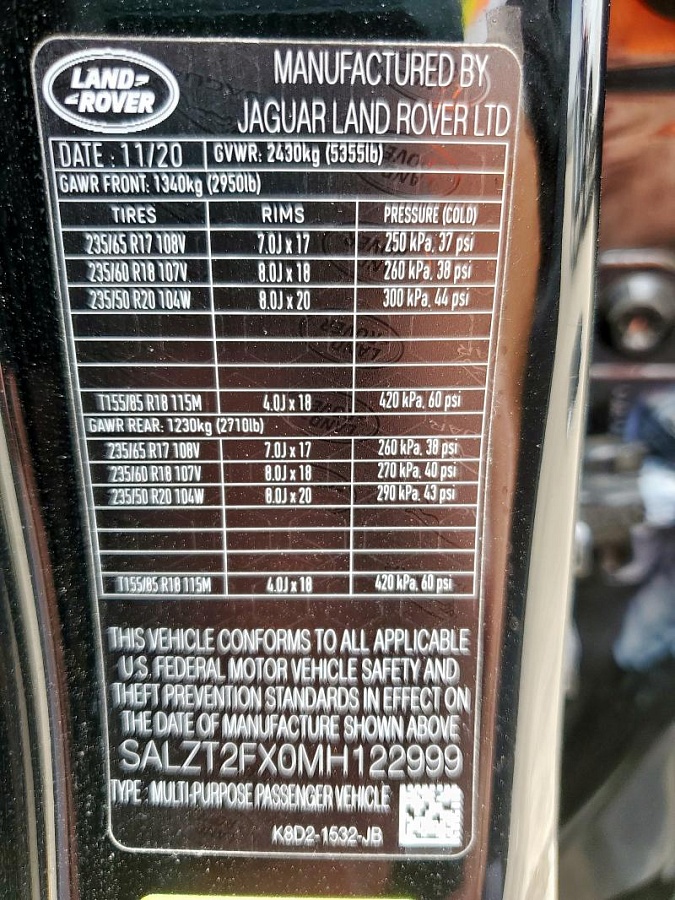 LAND-
-ROVER
MANUFACTURED BY
JAGUAR LAND ROVER LTD
DATE : 11/20 GVWR: 2430kg (5355lb)
GAWR FRONT: 1340kg (2950lb)
TIRES RIMS PRESSURE (COLD)
235/65 R17 108V 7.0J x 17 250 kPa, 37 psi
235/60 R18 107V 8.0J x 18 260 kPa, 38 psi
235/50 R20 104W 8.0J x 20 300 kPa, 44 psi
T155/85 R18 115M 4.0J x 18 420 kPa, 60 psi
GAWR REAR: 1230kg (2710lb)
235/65 R17 108V 7.0J x 17 260 kPa, 38 psi
235/60 R18 107V 8.0J x 18 270 kPa, 40 psi
235/50 R20 104W 8.0J x 20 290 kPa, 43 psi
T155/85 R18 115M 4.0J x 18 420 kPa, 60 psi
THIS VEHICLE CONFORMS TO ALL APPLICABLE
U.S. FEDERAL MOTOR VEHICLE SAFETY AND
THEFT PREVENTION STANDARDS IN EFFECT ON
THE DATE OF MANUFACTURE SHOWN ABOVE
SALZT2FX0MH122999
TYPE : MULTI-PURPOSE PASSENGER VEHICLE
K8D2-1532-JB